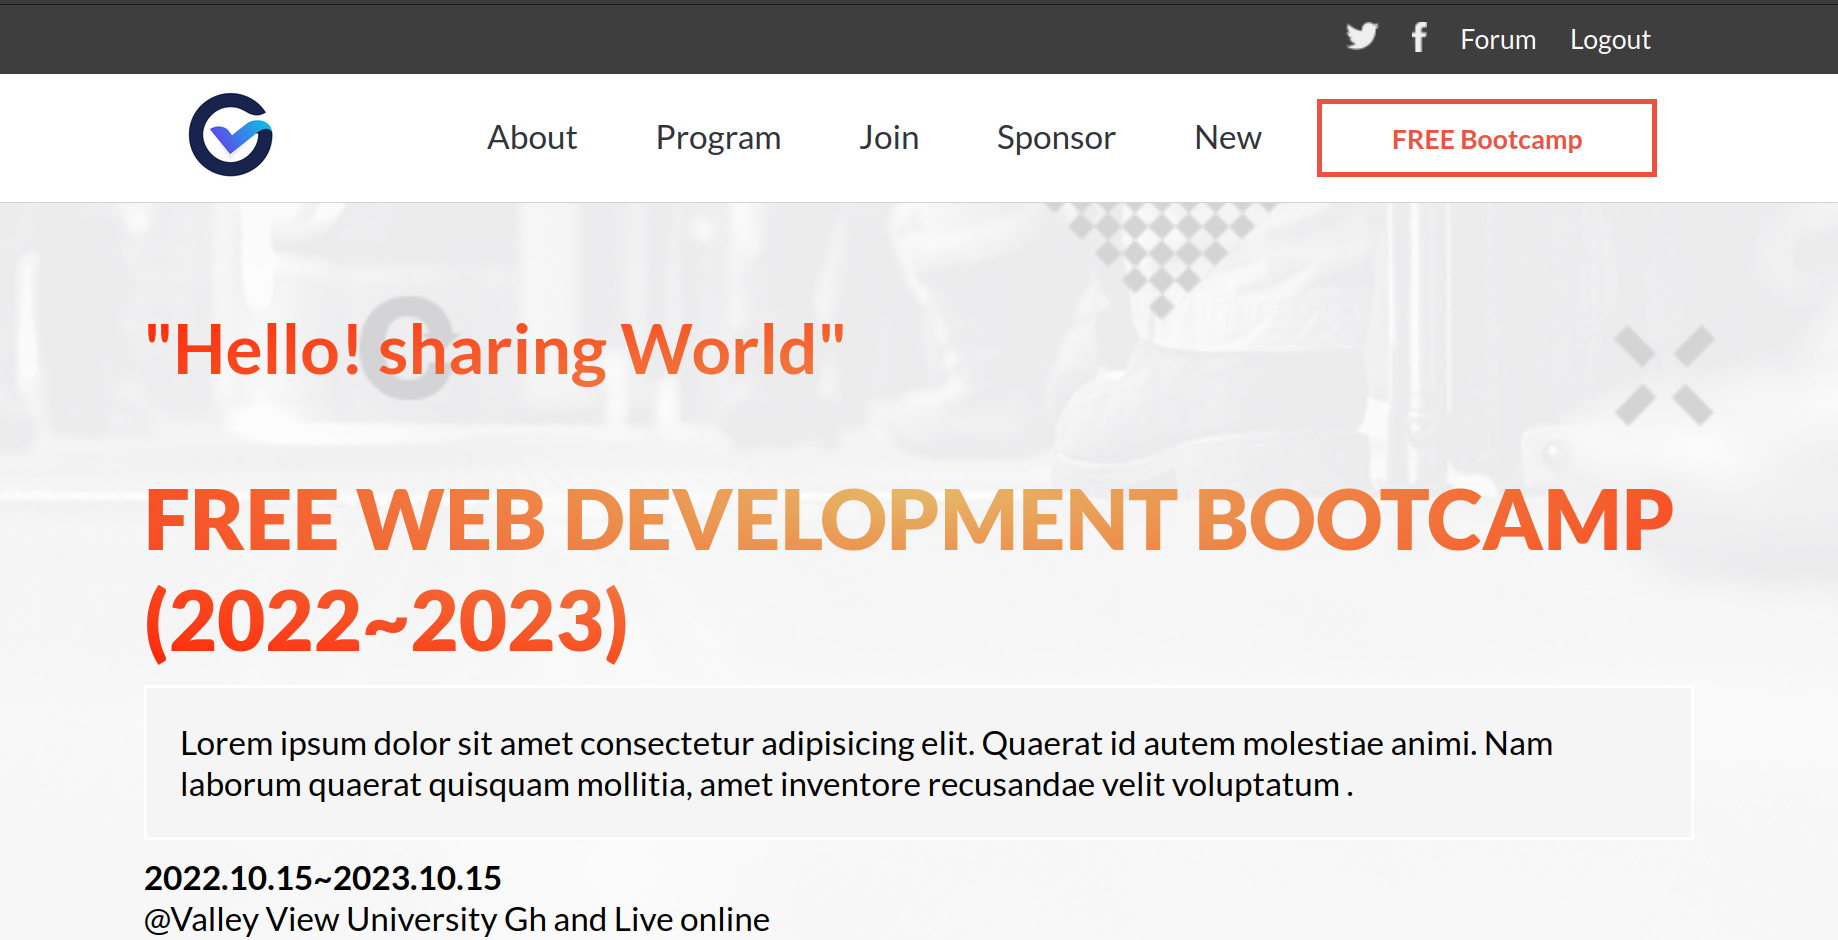 Forum Logout
About Program Join Sponsor New FREE Bootcamp
"Hello! sharing World"
FREE WEB DEVELOPMENT BOOTCAMP
(2022~2023)
Lorem ipsum dolor sit amet consectetur adipisicing elit. Quaerat id autem molestiae animi. Nam
laborum quaerat quisquam mollitia, amet inventore recusandae velit voluptatum .
2022.10.15~2023.10.15
@Valley View University Gh and Live online